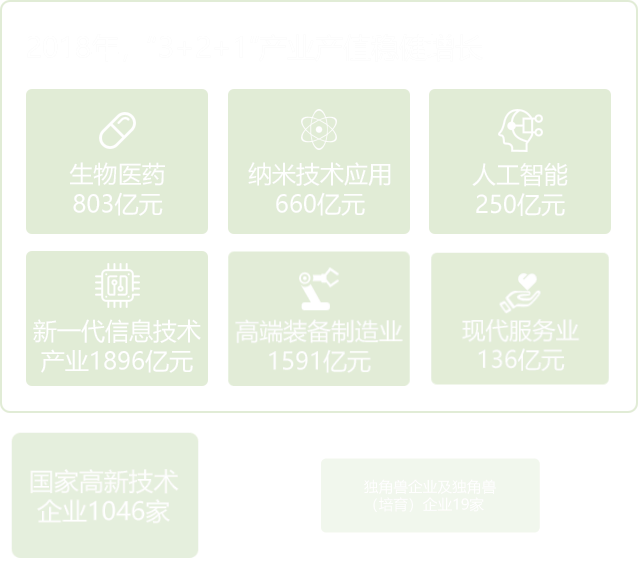 生物医药
803亿元
纳米技术应用
660亿元
人工智能
250亿元
新一代信息技术
产业1896亿元
高端装备制造业
1591亿元
现代服务业
136亿元
国家高新技术
企业1046家
独角兽企业及独角兽
（培育）企业19家